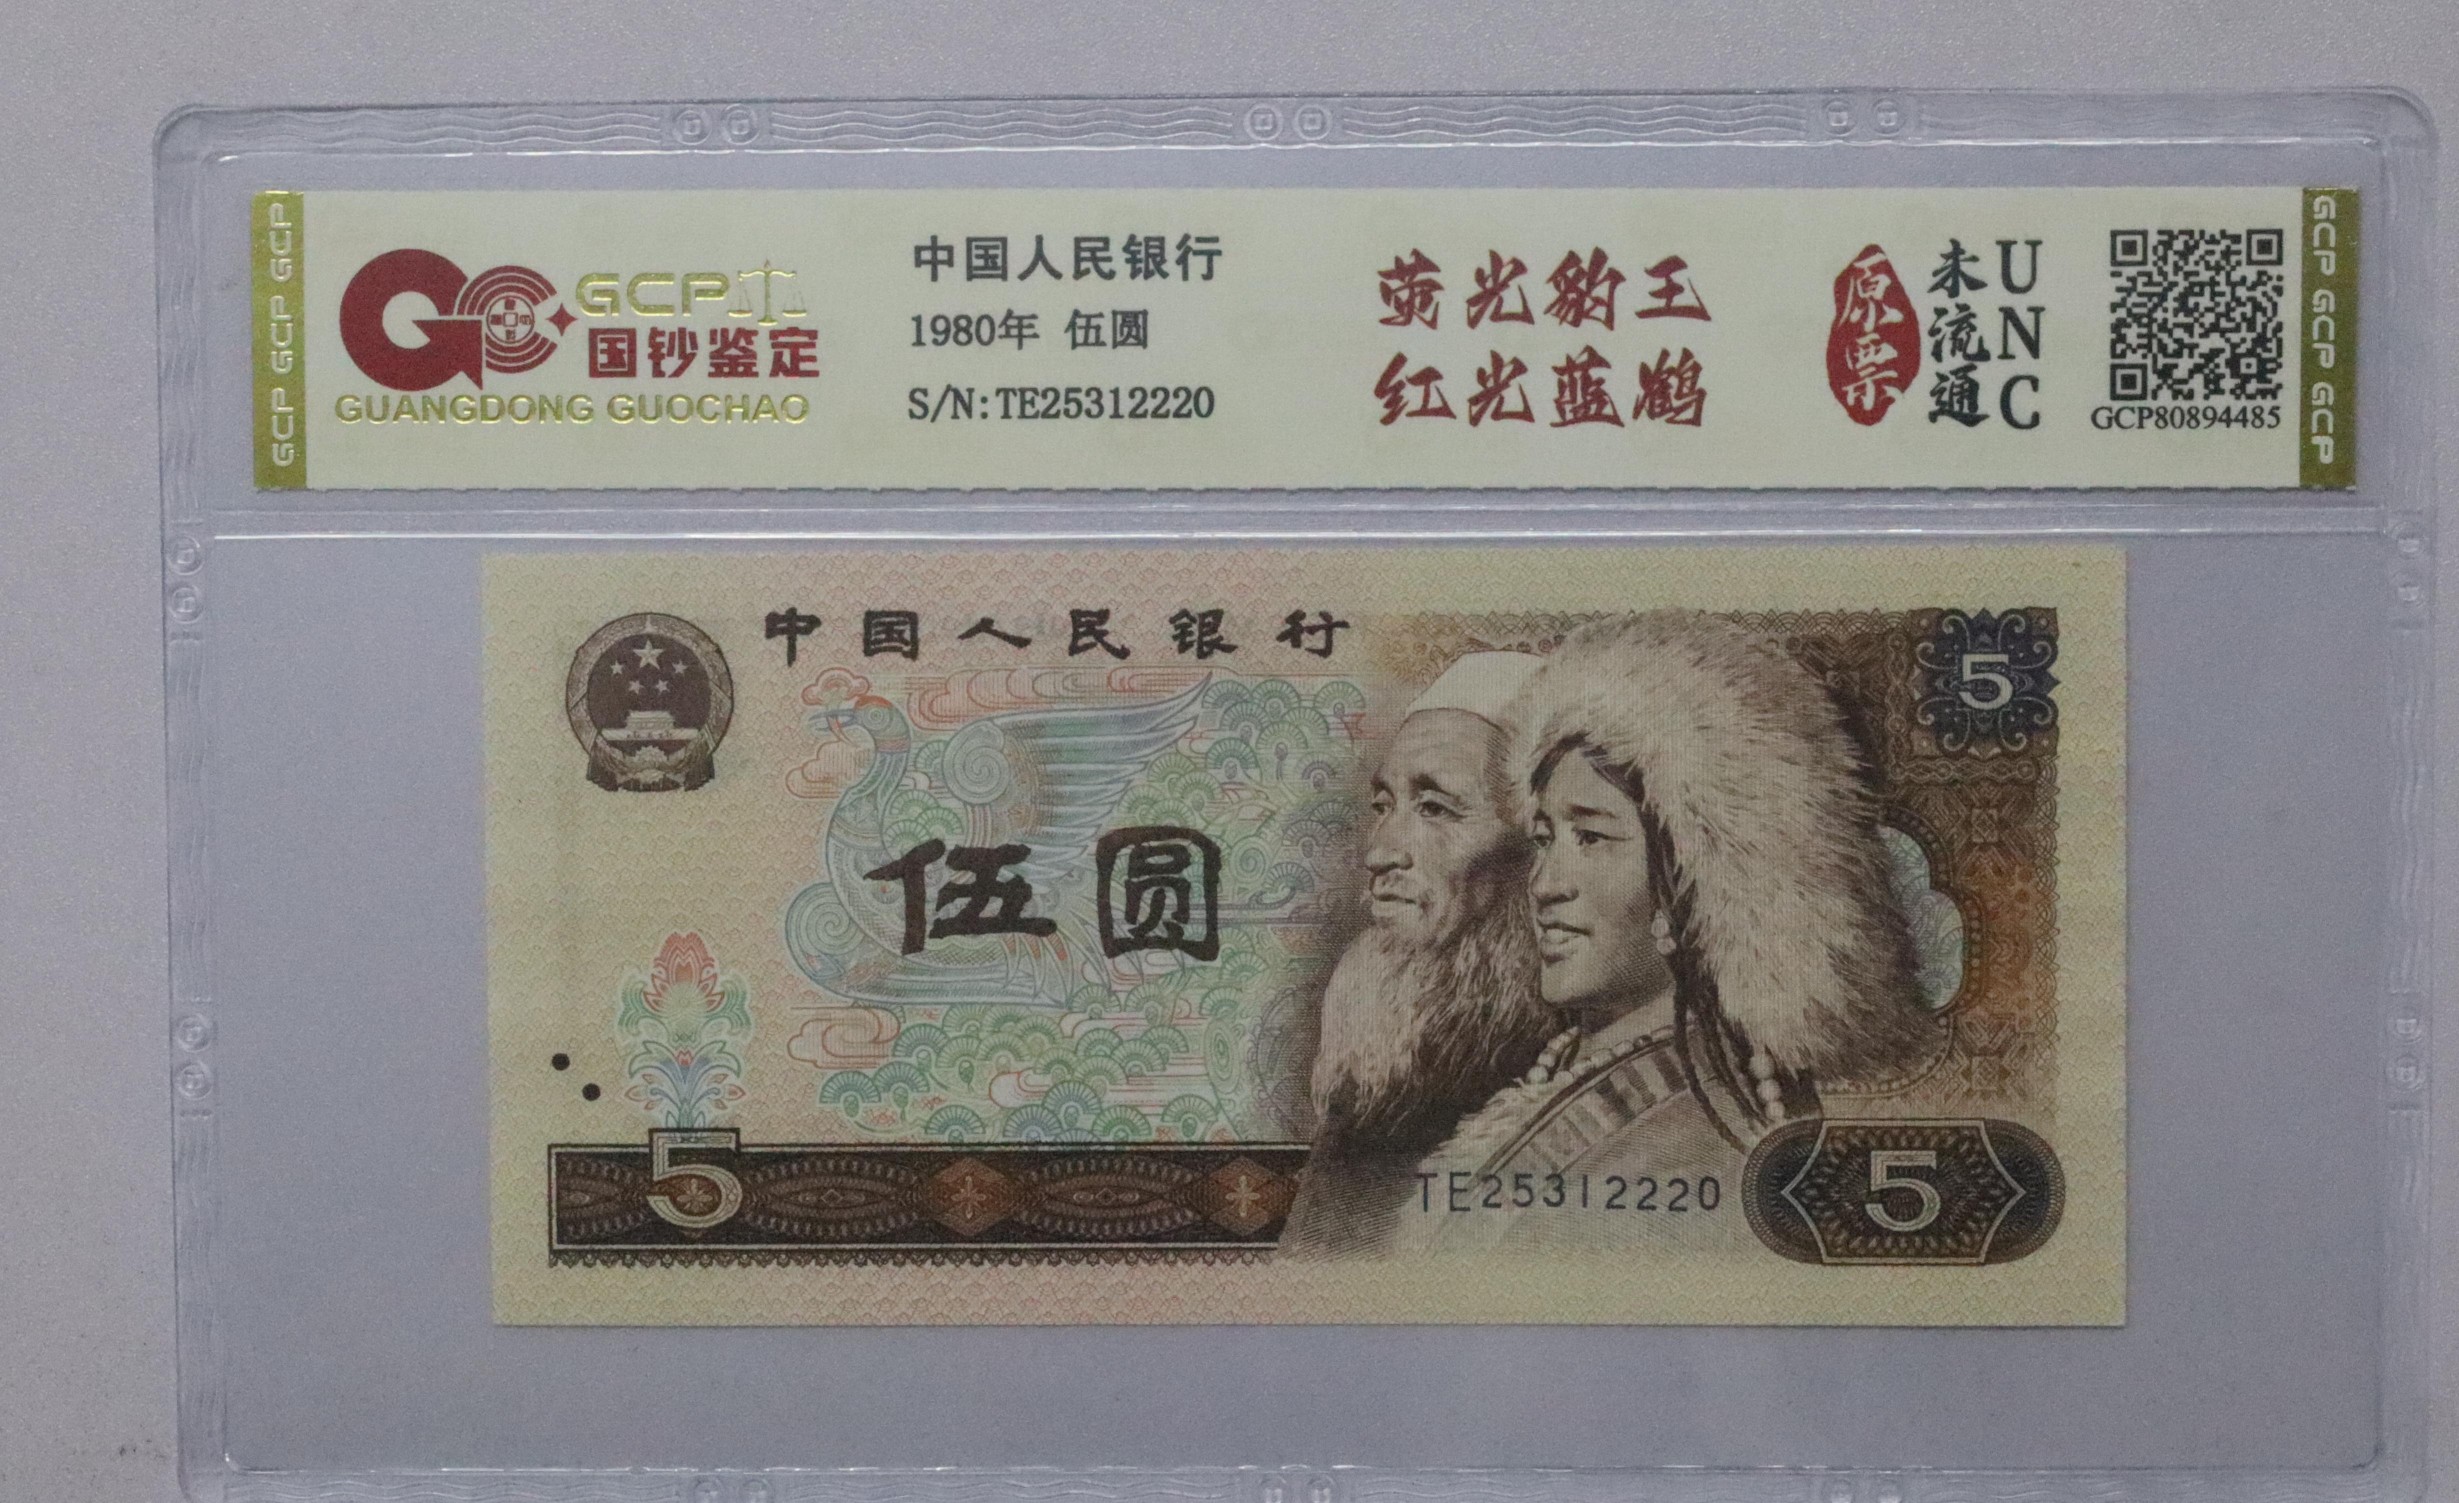 GCP GCP GCP
GCP
国钞鉴定
GUANGDONG GUOCHAO
中国人民银行
1980年 伍圆
S/N:TE25312220
荧光豹王
红光蓝鹤
原票
未流通
UNC
GCP80894485
GCP GCP GCP
中国人民银行
5
伍圆
5
TE25312220
5